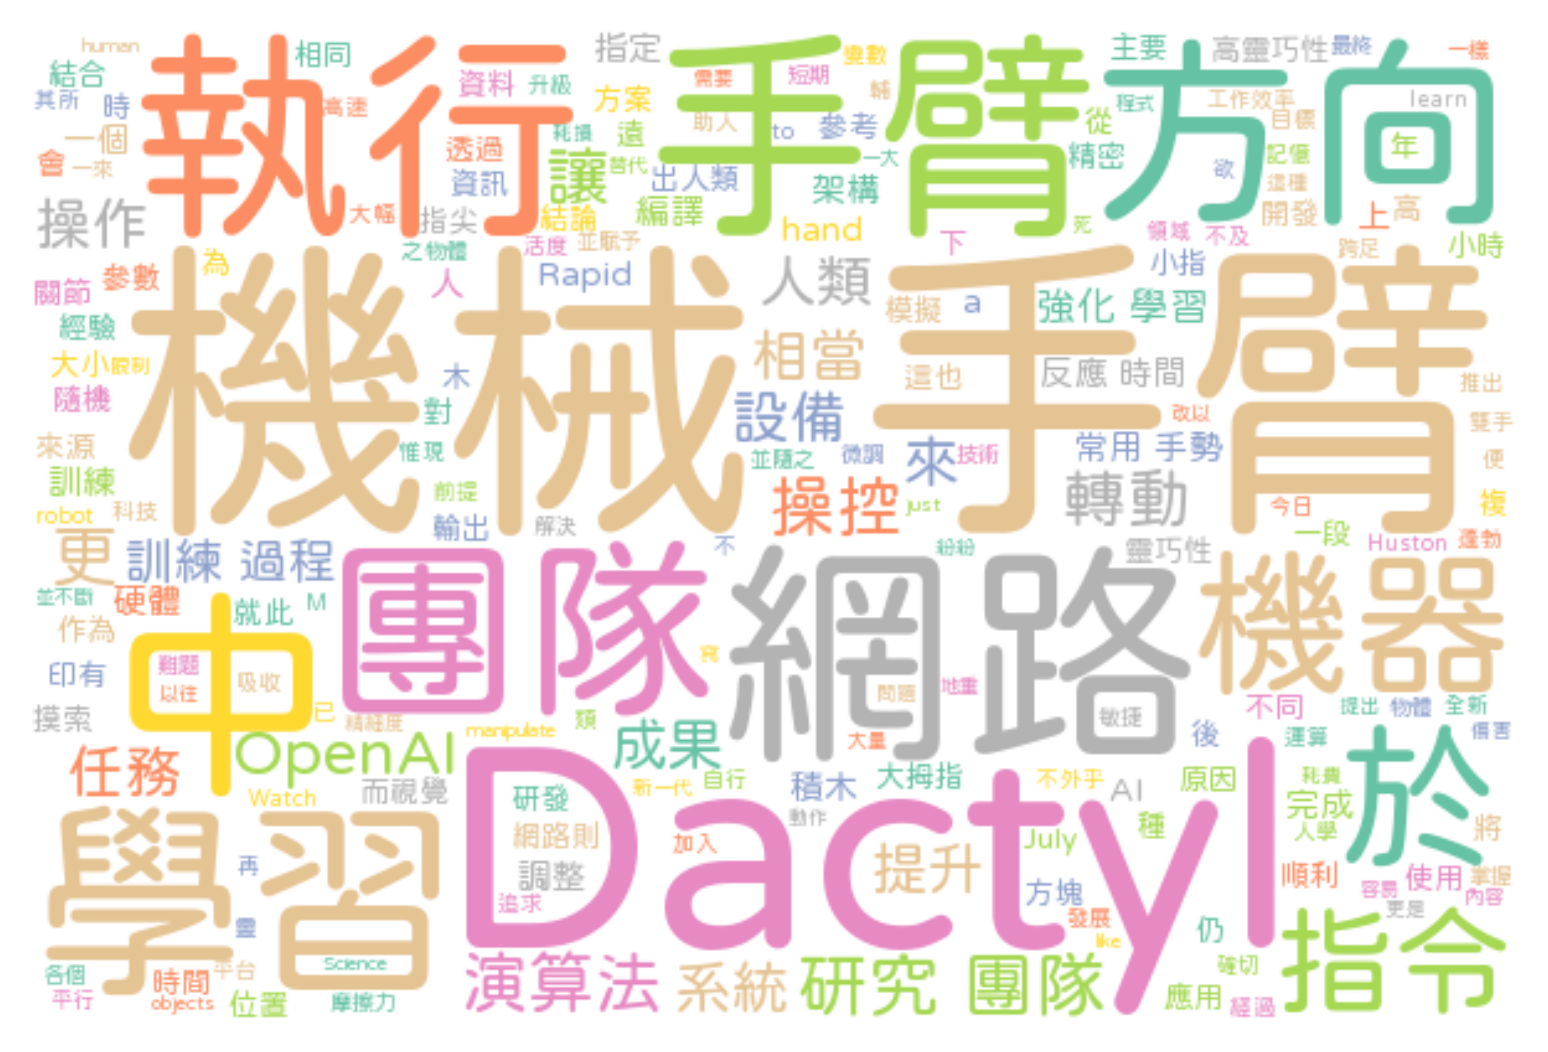 human
執行
相同
指定
手臂
主要
方向
高靈巧性
最終
一樣
結合
資料
升級
需要
短期
變數
其所
時
高速
方案
輔
程式
工作效率
learn
一個
耗損
遠
助人
to
參考
從
目標
年
會
一來
透過
讓
替代
出人類
一大
精密
記憶
資訊
架構
欲
這種
操作
大幅
指尖
結論
編譯
hand
死
開發
上
高
活度
並賦予
下
領域
不及
小時
為
之物體
人類
跨足
關節
參數
人
Rapid
小指
機械手臂
模擬
a
強化 學習
經驗
大小
限制
木
相當
這也
反應 時間
推出
隨機
對
設備
改以
雙手
來源
惟現
並隨之
微調
來
技術
常用 手勢
便
訓練
前提
操控
just
轉動
今日
複
robot
科技
輸出
解決
一段
更
訓練 過程
不
紛紛
靈巧性
Huston
蓬勃
並不斷
硬體
就此
M
團隊
網路
機器
作為
中
印有
難題
吸收
以往
問題
地重
摸索
已
精細度
類
敏捷
不同
提出
物體
全新
manipulate
OpenAI
成果
大量
後
運算
傷害
任務
於
Watch
而視覺
研發
新一代
自行
積木
大拇指
不外乎
AI
原因
耗費
完成
Dactyl
動作
July
種
人學
將
學習
網路則
加入
再
調整
提升
方塊
順利
使用
掌握
容易
內容
追求
發展
更是
靈
like
仍
指令
各個
時間
平台
Science
演算法
系統
研究 團隊
確切
平行
objects
位置
摩擦力
應用
經過